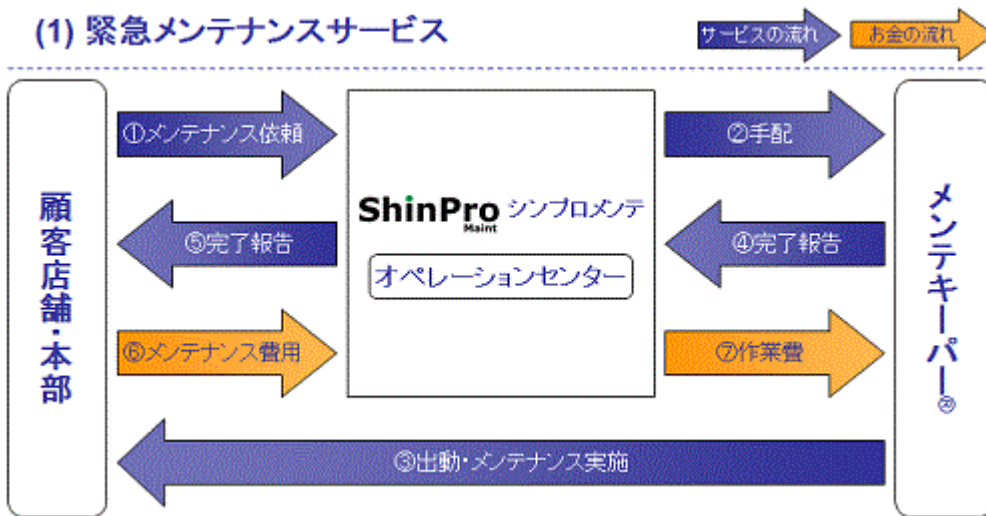 (1) 緊急メンテナンスサービス
サービスの流れ
お金の流れ
顧客店舗・本部
①メンテナンス依頼
②手配
ShinPro シンプロメンテ
Maint
オペレーションセンター
⑤完了報告
④完了報告
⑥メンテナンス費用
⑦作業費
③出動・メンテナンス実施
メンテキーパー®